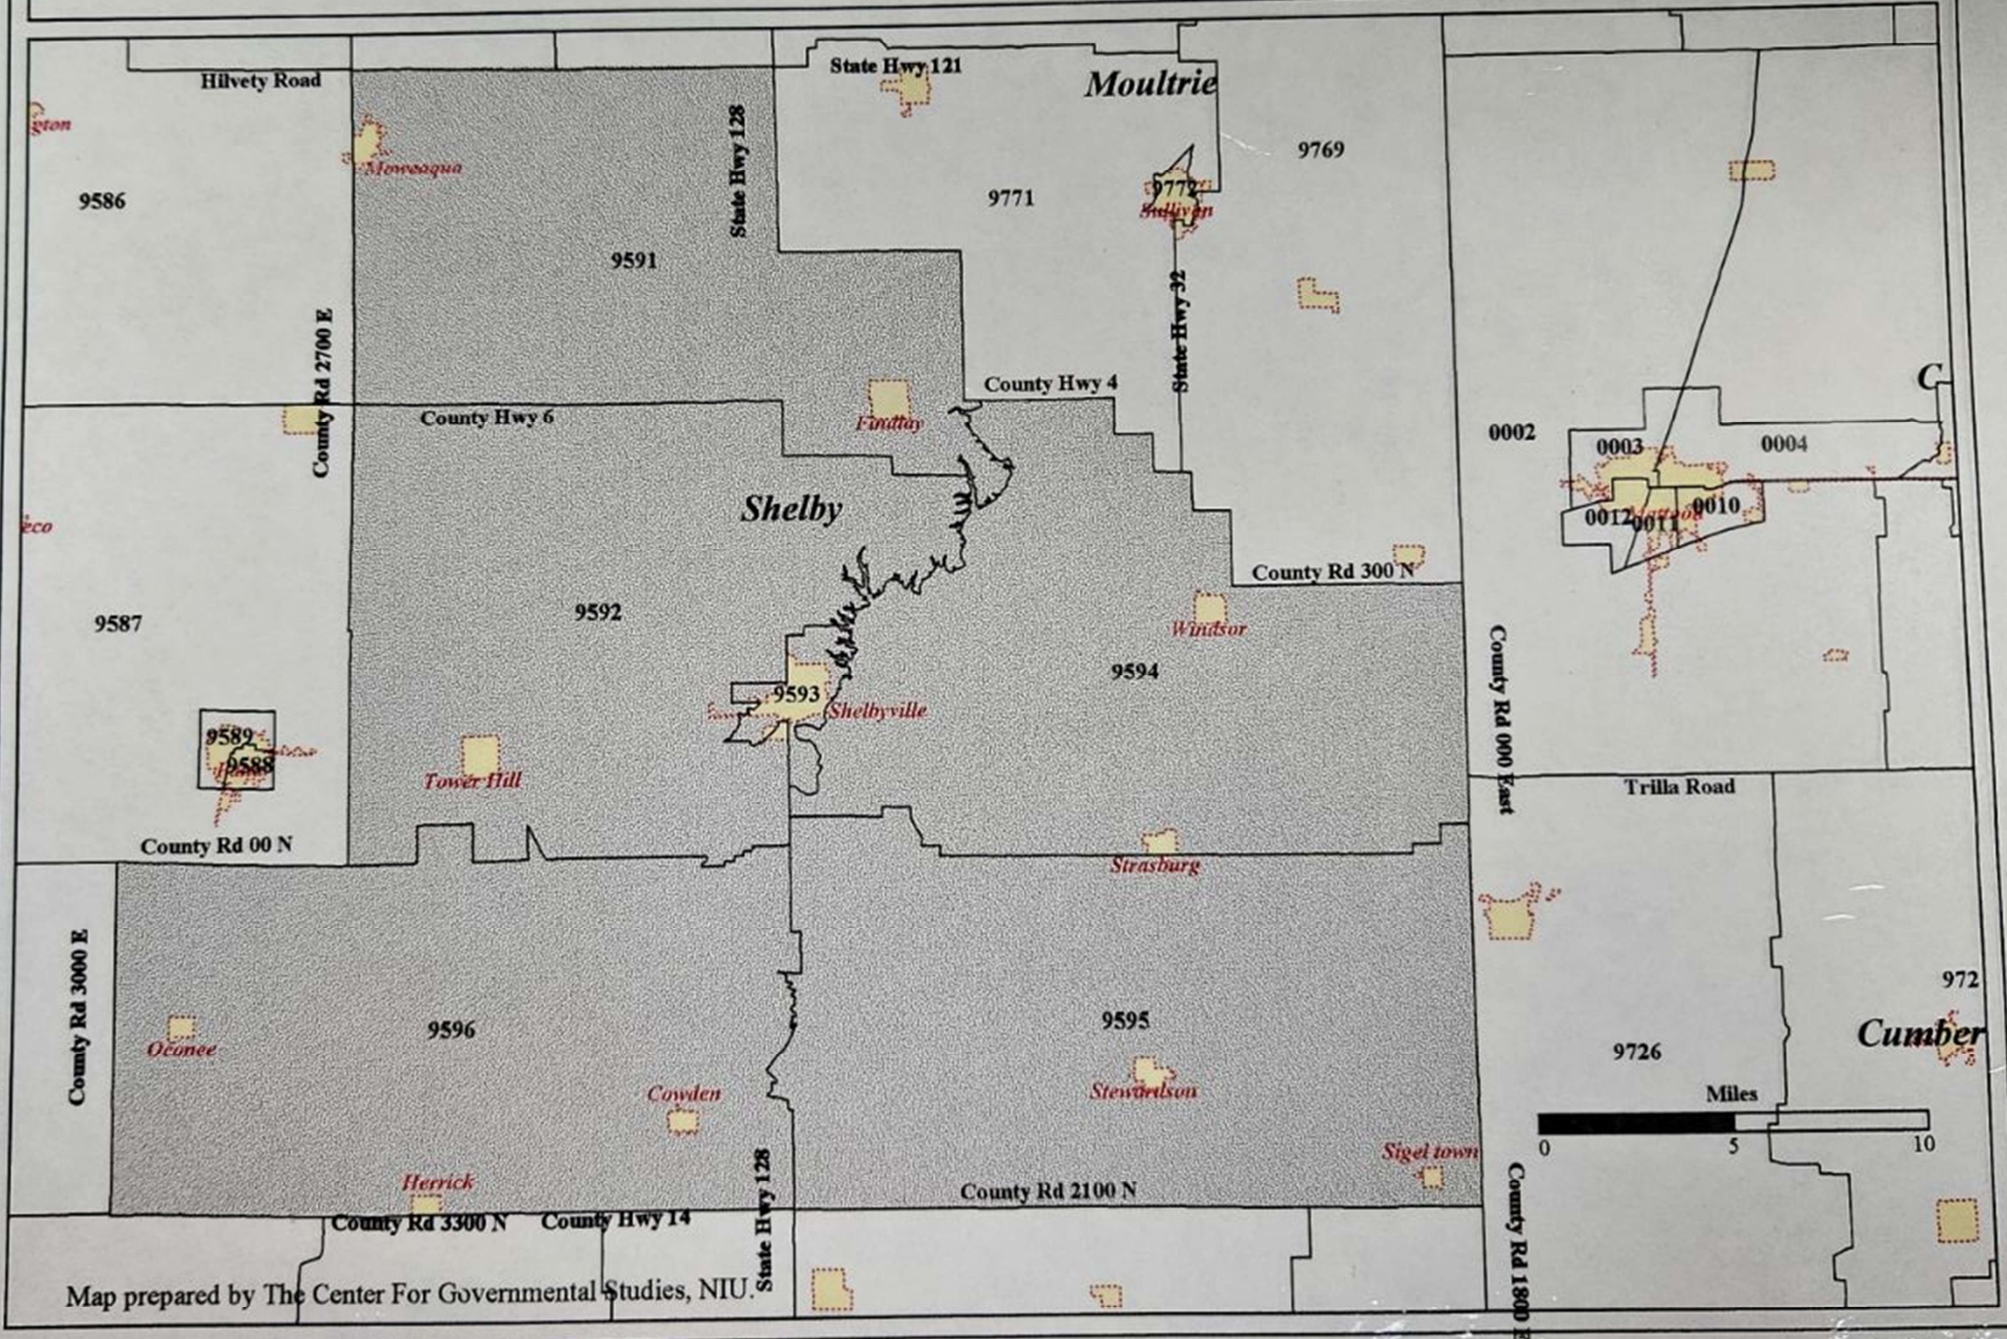 Hilvety Road
State Hwy 121
Moultrie
gton
Moweaqua
State Hwy 128
9769
9586
9771
9772
Sullivan
9591
County Rd 2700 E
State Hwy 32
County Hwy 4
C
County Hwy 6
Findlay
0002
0003
0004
Shelby
eco
0012
0011
0010
Mattoon
County Rd 300 N
9587
9592
Windsor
9594
County Rd 000 East
9593
Shelbyville
9589
9588
Tower Hill
Trilla Road
County Rd 00 N
Strasburg
County Rd 3000 E
972
9596
9595
Cumber
Oconee
9726
Stewardson
Cowden
Miles
0 5 10
Sigel town
Herrick
County Rd 2100 N
County Rd 3300 N
County Hwy 14
State Hwy 128
County Rd 1800 E
Map prepared by The Center For Governmental Studies, NIU.